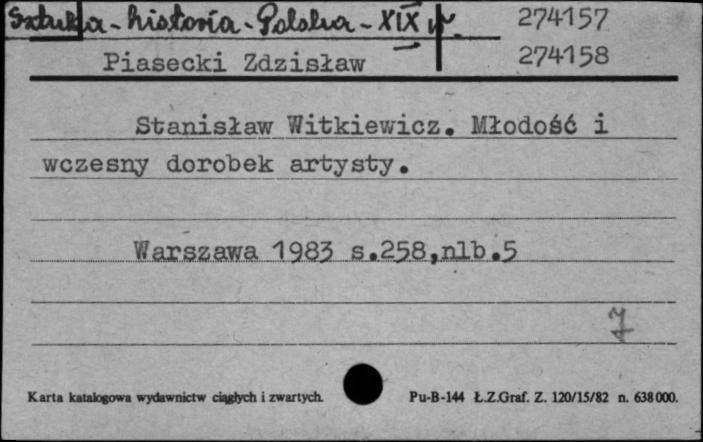 Sztuka - historia - Polska - XIX w. 274157
Piasecki Zdzisław 274158
Stanisław Witkiewicz. Młodość i
wczesny dorobek artysty.
Warszawa 1983 s.258,nlb.5
7
Karta katalogowa wydawnictw ciągłych i zwartych. Pu-B-144 Ł.Z.Graf. Z. 120/15/82 n. 638000.